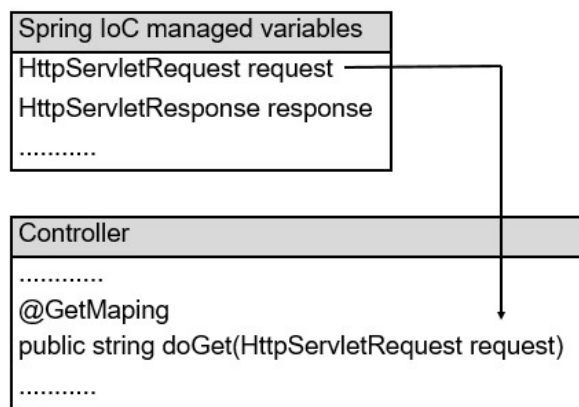 Spring IoC managed variables
HttpServletRequest request
HttpServletResponse response
...........
Controller
............
@GetMaping
public string doGet(HttpServletRequest request)
...........